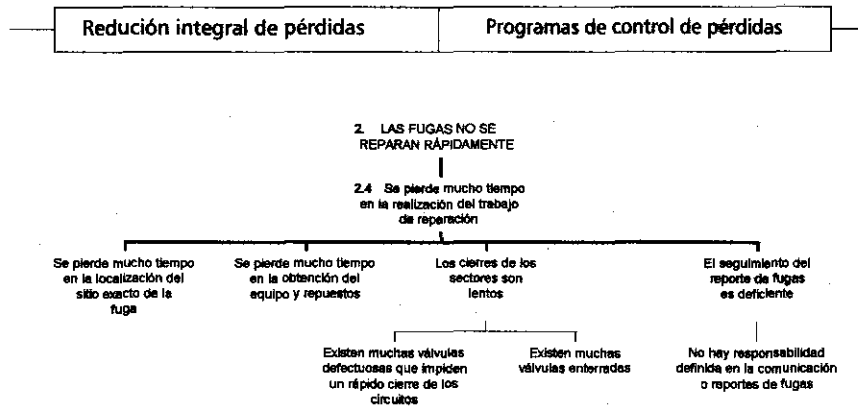 Redución integral de pérdidas
Programas de control de pérdidas
2. LAS FUGAS NO SE
REPARAN RÁPIDAMENTE
2.4 Se pierde mucho tiempo
en la realización del trabajo
de reparación
Se pierde mucho tiempo
en la localización del
sitio exacto de la
fuga
Se pierde mucho tiempo
en la obtención del
equipo y repuestos
Los cierres de los
sectores son
lentos
El seguimiento del
reporte de fugas
es deficiente
Existen muchas válvulas
defectuosas que impiden
un rápido cierre de los
circuitos
Existen muchas
válvulas enterradas
No hay responsabilidad
definida en la comunicación
o reportes de fugas